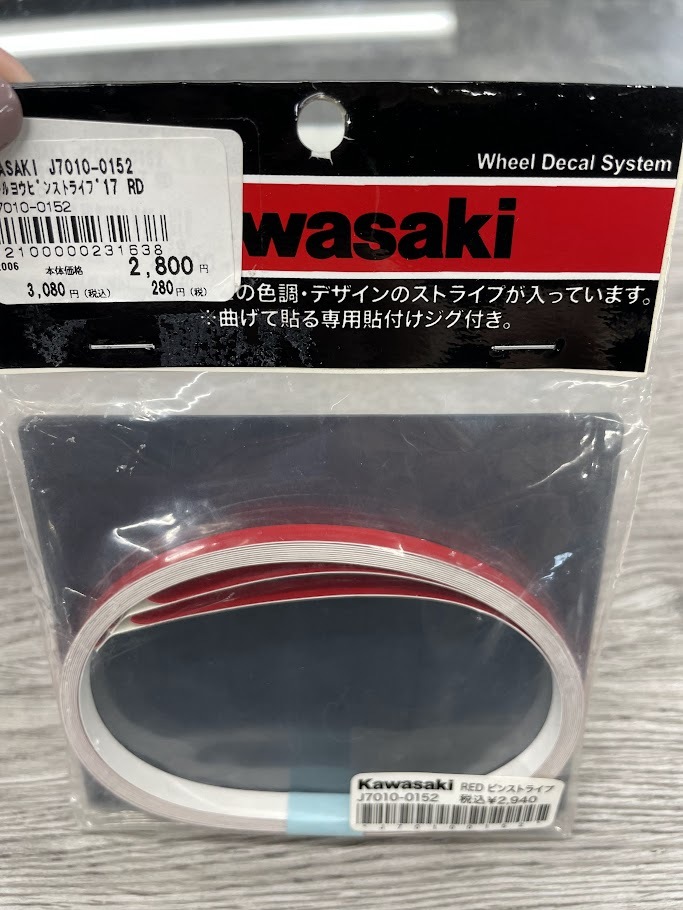 Wheel Decal System
ASAKI J7010-0152
ルヨウピンストライプ17 RD
7010-0152
2100000231638
006
本体価格
2,800円
3,080円(税込)
280円(税)
wasaki
の色調・デザインのストライプが入っています。
※曲げて貼る専用貼付けジグ付き。
Kawasaki RED ピンストライプ
J7010-0152 税込¥2,940